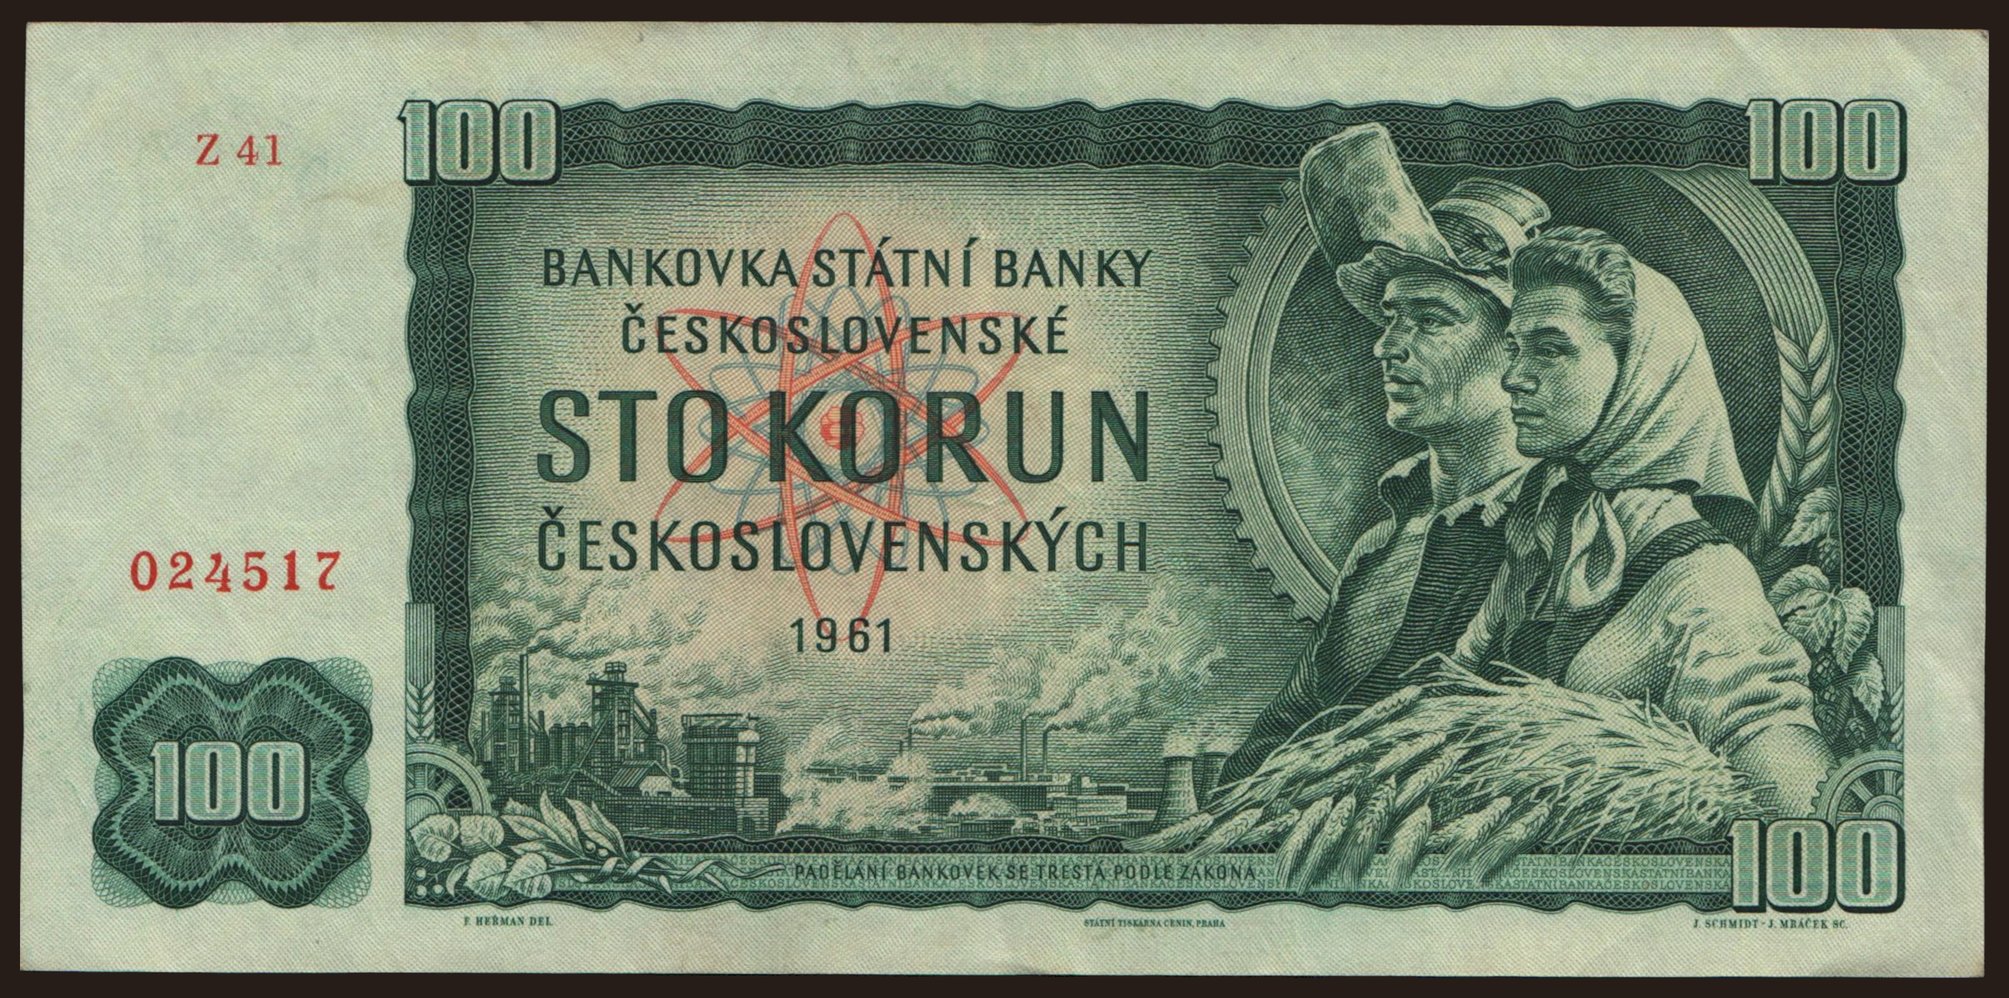 100
100
Z 41
BANKOVKA STÁTNÍ BANKY
ČESKOSLOVENSKÉ
STO KORUN
ČESKOSLOVENSKÝCH
1961
024517
100
100
PADĚLÁNÍ BANKOVEK SE TRESTÁ PODLE ZÁKONA
F. HEŘMAN DEL.
STÁTNÍ TISKÁRNA CENIN, PRAHA
J. SCHMIDT - J. MRÁČEK SC.